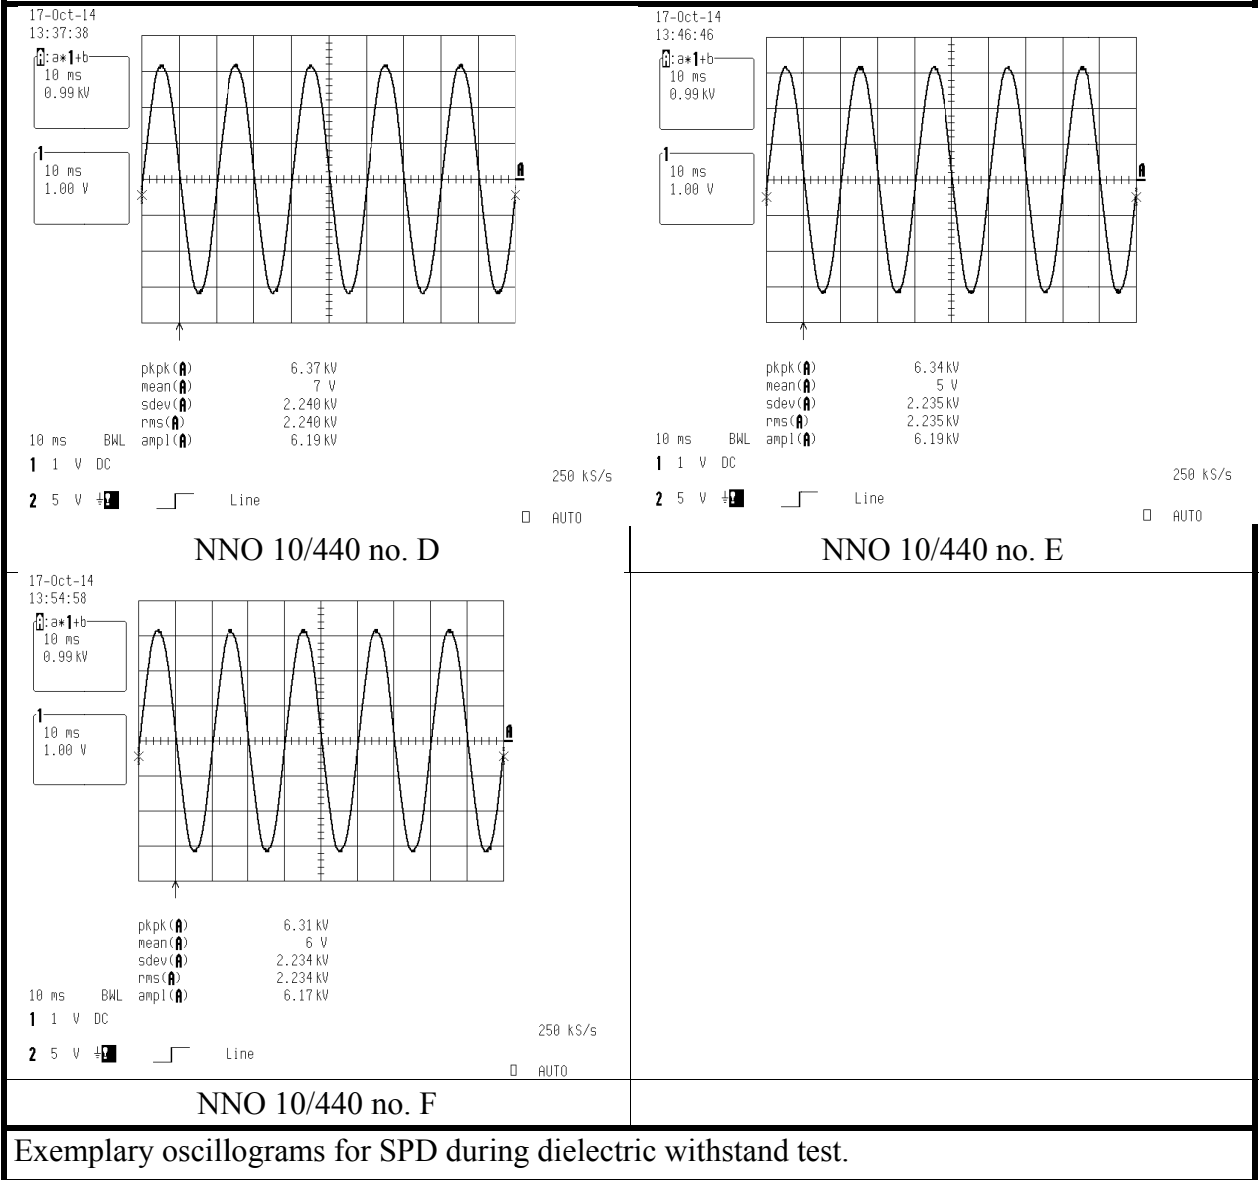 17-Oct-14
13:37:38
A:a*1+b
10 ms
0.99 kV
1
10 ms
1.00 V
A
pkpk(A) 6.37 kV
mean(A) 7 V
sdev(A) 2.240 kV
rms(A) 2.240 kV
10 ms BWL ampl(A) 6.19 kV
1 1 V DC
250 kS/s
2 5 V Line
AUTO
NNO 10/440 no. D
17-Oct-14
13:46:46
A:a*1+b
10 ms
0.99 kV
1
10 ms
1.00 V
A
pkpk(A) 6.34 kV
mean(A) 5 V
sdev(A) 2.235 kV
rms(A) 2.235 kV
10 ms BWL ampl(A) 6.19 kV
1 1 V DC
250 kS/s
2 5 V Line
AUTO
NNO 10/440 no. E
17-Oct-14
13:54:58
A:a*1+b
10 ms
0.99 kV
1
10 ms
1.00 V
A
pkpk(A) 6.31 kV
mean(A) 6 V
sdev(A) 2.234 kV
rms(A) 2.234 kV
10 ms BWL ampl(A) 6.17 kV
1 1 V DC
250 kS/s
2 5 V Line
AUTO
NNO 10/440 no. F
Exemplary oscillograms for SPD during dielectric withstand test.